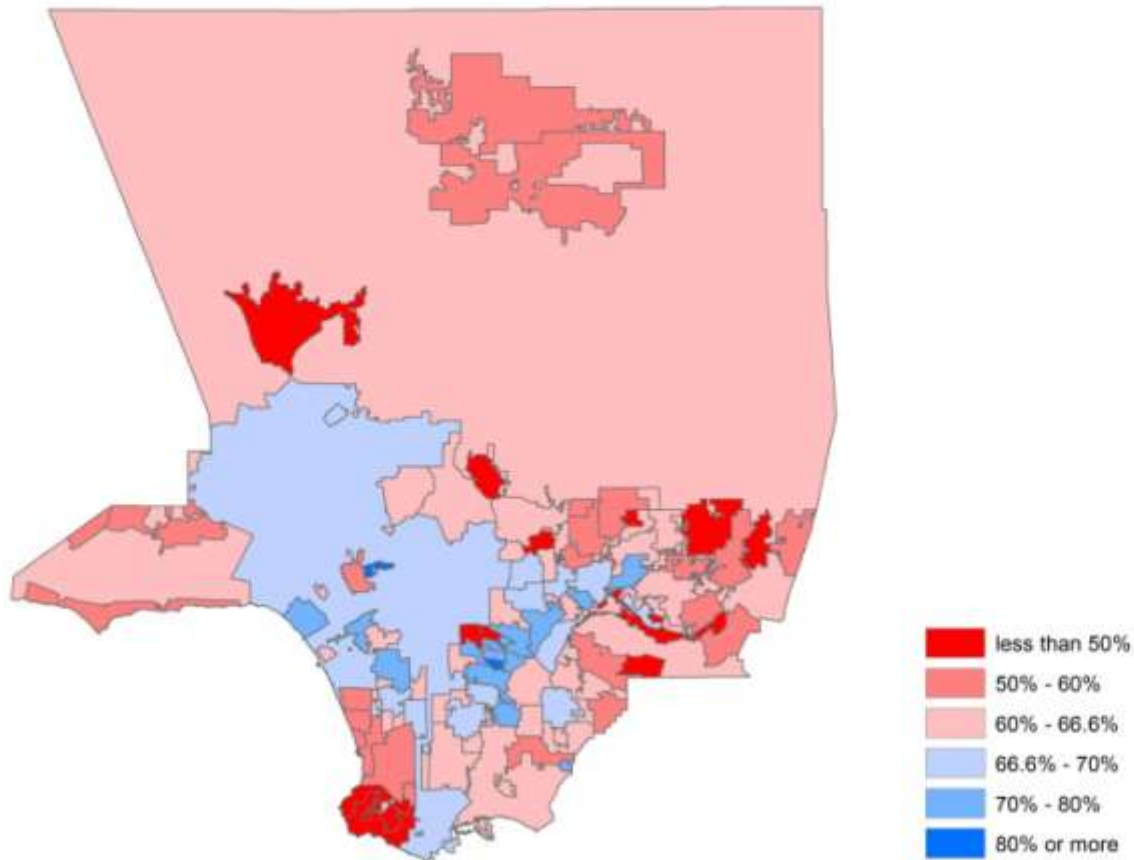 less than 50%
50% - 60%
60% - 66.6%
66.6% - 70%
70% - 80%
80% or more